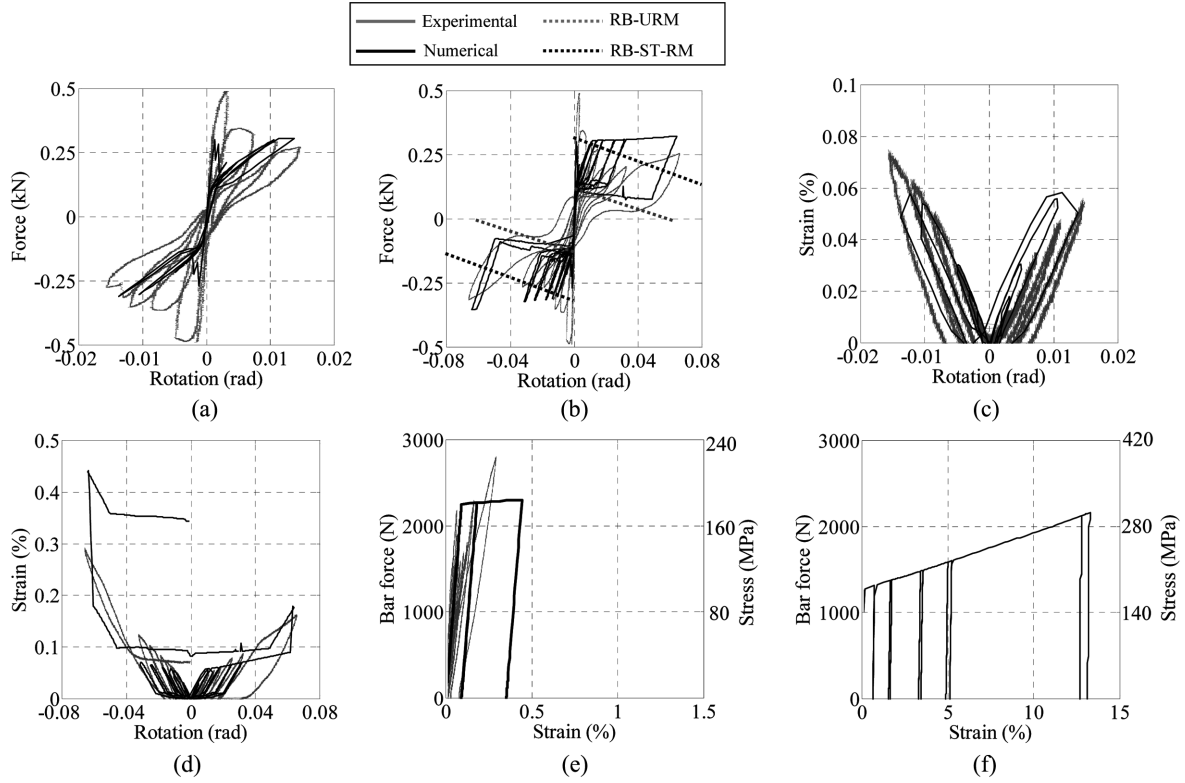 Experimental
RB-URM
Numerical
RB-ST-RM
0.5
0.25
0
-0.25
-0.5
-0.02
-0.01
0
0.01
0.02
Force (kN)
Rotation (rad)
(a)
0.5
0.25
0
-0.25
-0.5
-0.08
-0.04
0
0.04
0.08
Force (kN)
Rotation (rad)
(b)
0.1
0.08
0.06
0.04
0.02
0
-0.02
-0.01
0
0.01
0.02
Strain (%)
Rotation (rad)
(c)
0.5
0.4
0.3
0.2
0.1
0
-0.08
-0.04
0
0.04
0.08
Strain (%)
Rotation (rad)
(d)
3000
2000
1000
0
0
0.5
1
1.5
240
160
80
0
Bar force (N)
Stress (MPa)
Strain (%)
(e)
3000
2000
1000
0
0
5
10
15
420
280
140
0
Bar force (N)
Stress (MPa)
Strain (%)
(f)